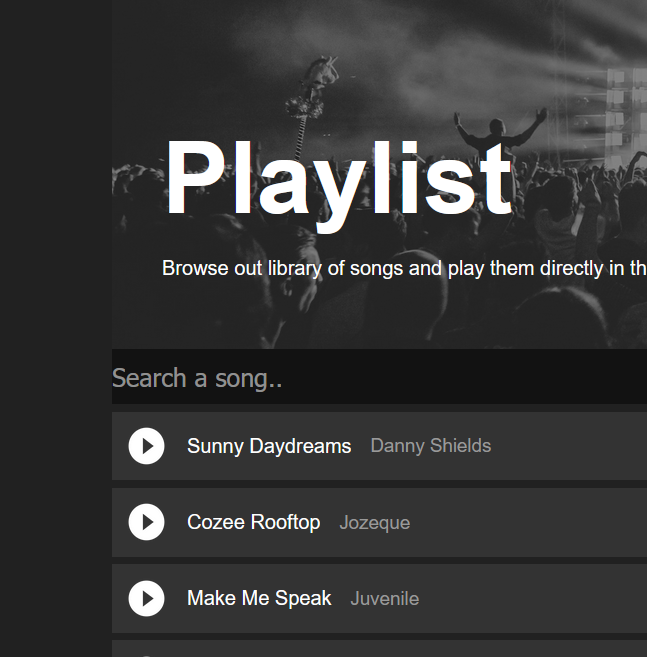 Playlist
Browse out library of songs and play them directly in th
Search a song..
Sunny Daydreams Danny Shields
Cozee Rooftop Jozeque
Make Me Speak Juvenile